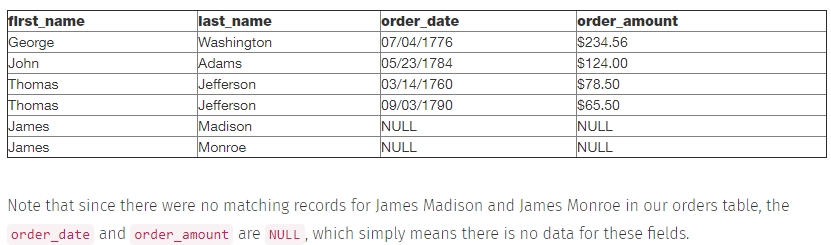 first_name last_name order_date order_amount
George Washington 07/04/1776 $234.56
John Adams 05/23/1784 $124.00
Thomas Jefferson 03/14/1760 $78.50
Thomas Jefferson 09/03/1790 $65.50
James Madison NULL NULL
James Monroe NULL NULL
Note that since there were no matching records for James Madison and James Monroe in our orders table, the
order_date and order_amount are NULL, which simply means there is no data for these fields.